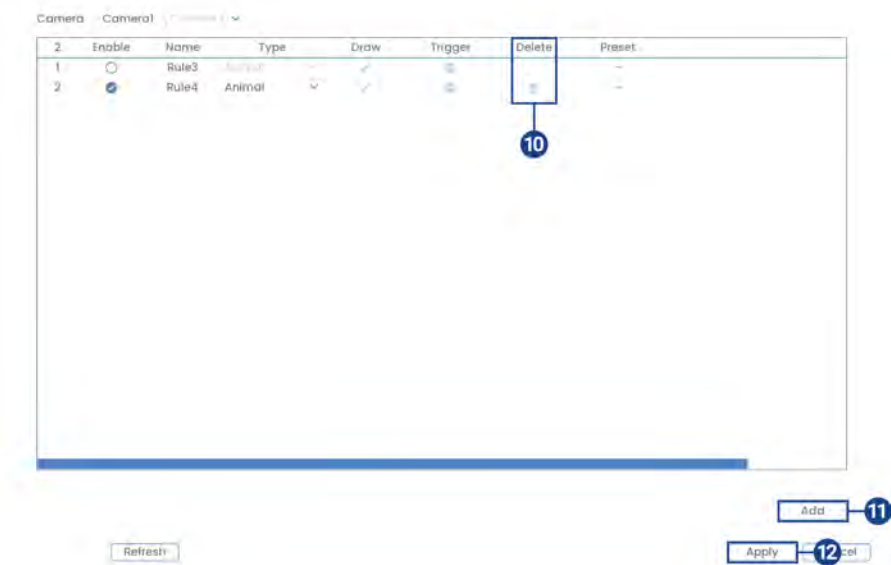 Camera Camera1
2 Enable Name Type Draw Trigger Delete Preset
1 Rule3
2 Rule4 Animal
10
Add 11
Refresh Apply 12 cel